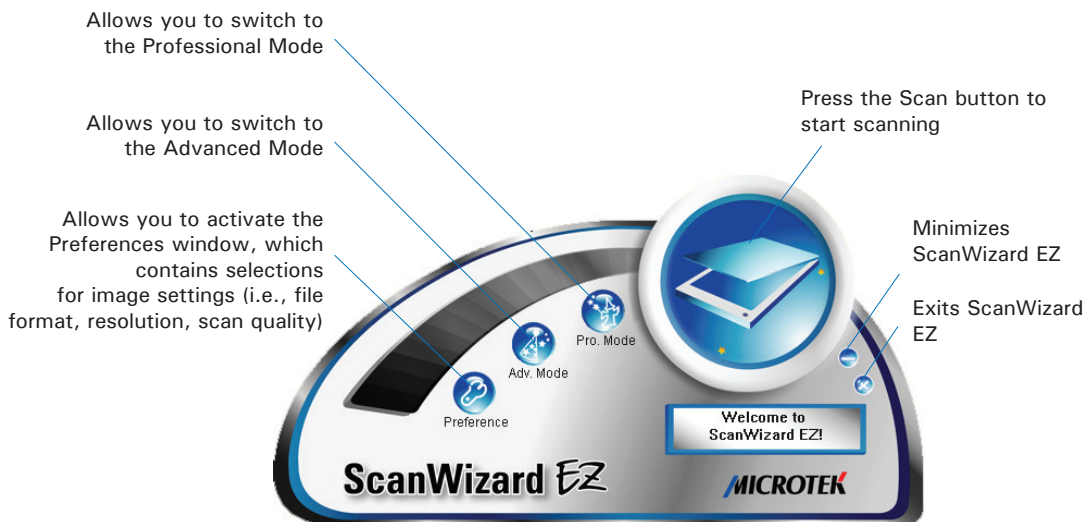 Allows you to switch to
the Professional Mode
Allows you to switch to
the Advanced Mode
Allows you to activate the
Preferences window, which
contains selections
for image settings (i.e., file
format, resolution, scan quality)
Press the Scan button to
start scanning
Minimizes
ScanWizard EZ
Exits ScanWizard
EZ
Pro. Mode
Adv. Mode
Preference
Welcome to
ScanWizard EZ!
ScanWizard EZ
MICROTEK